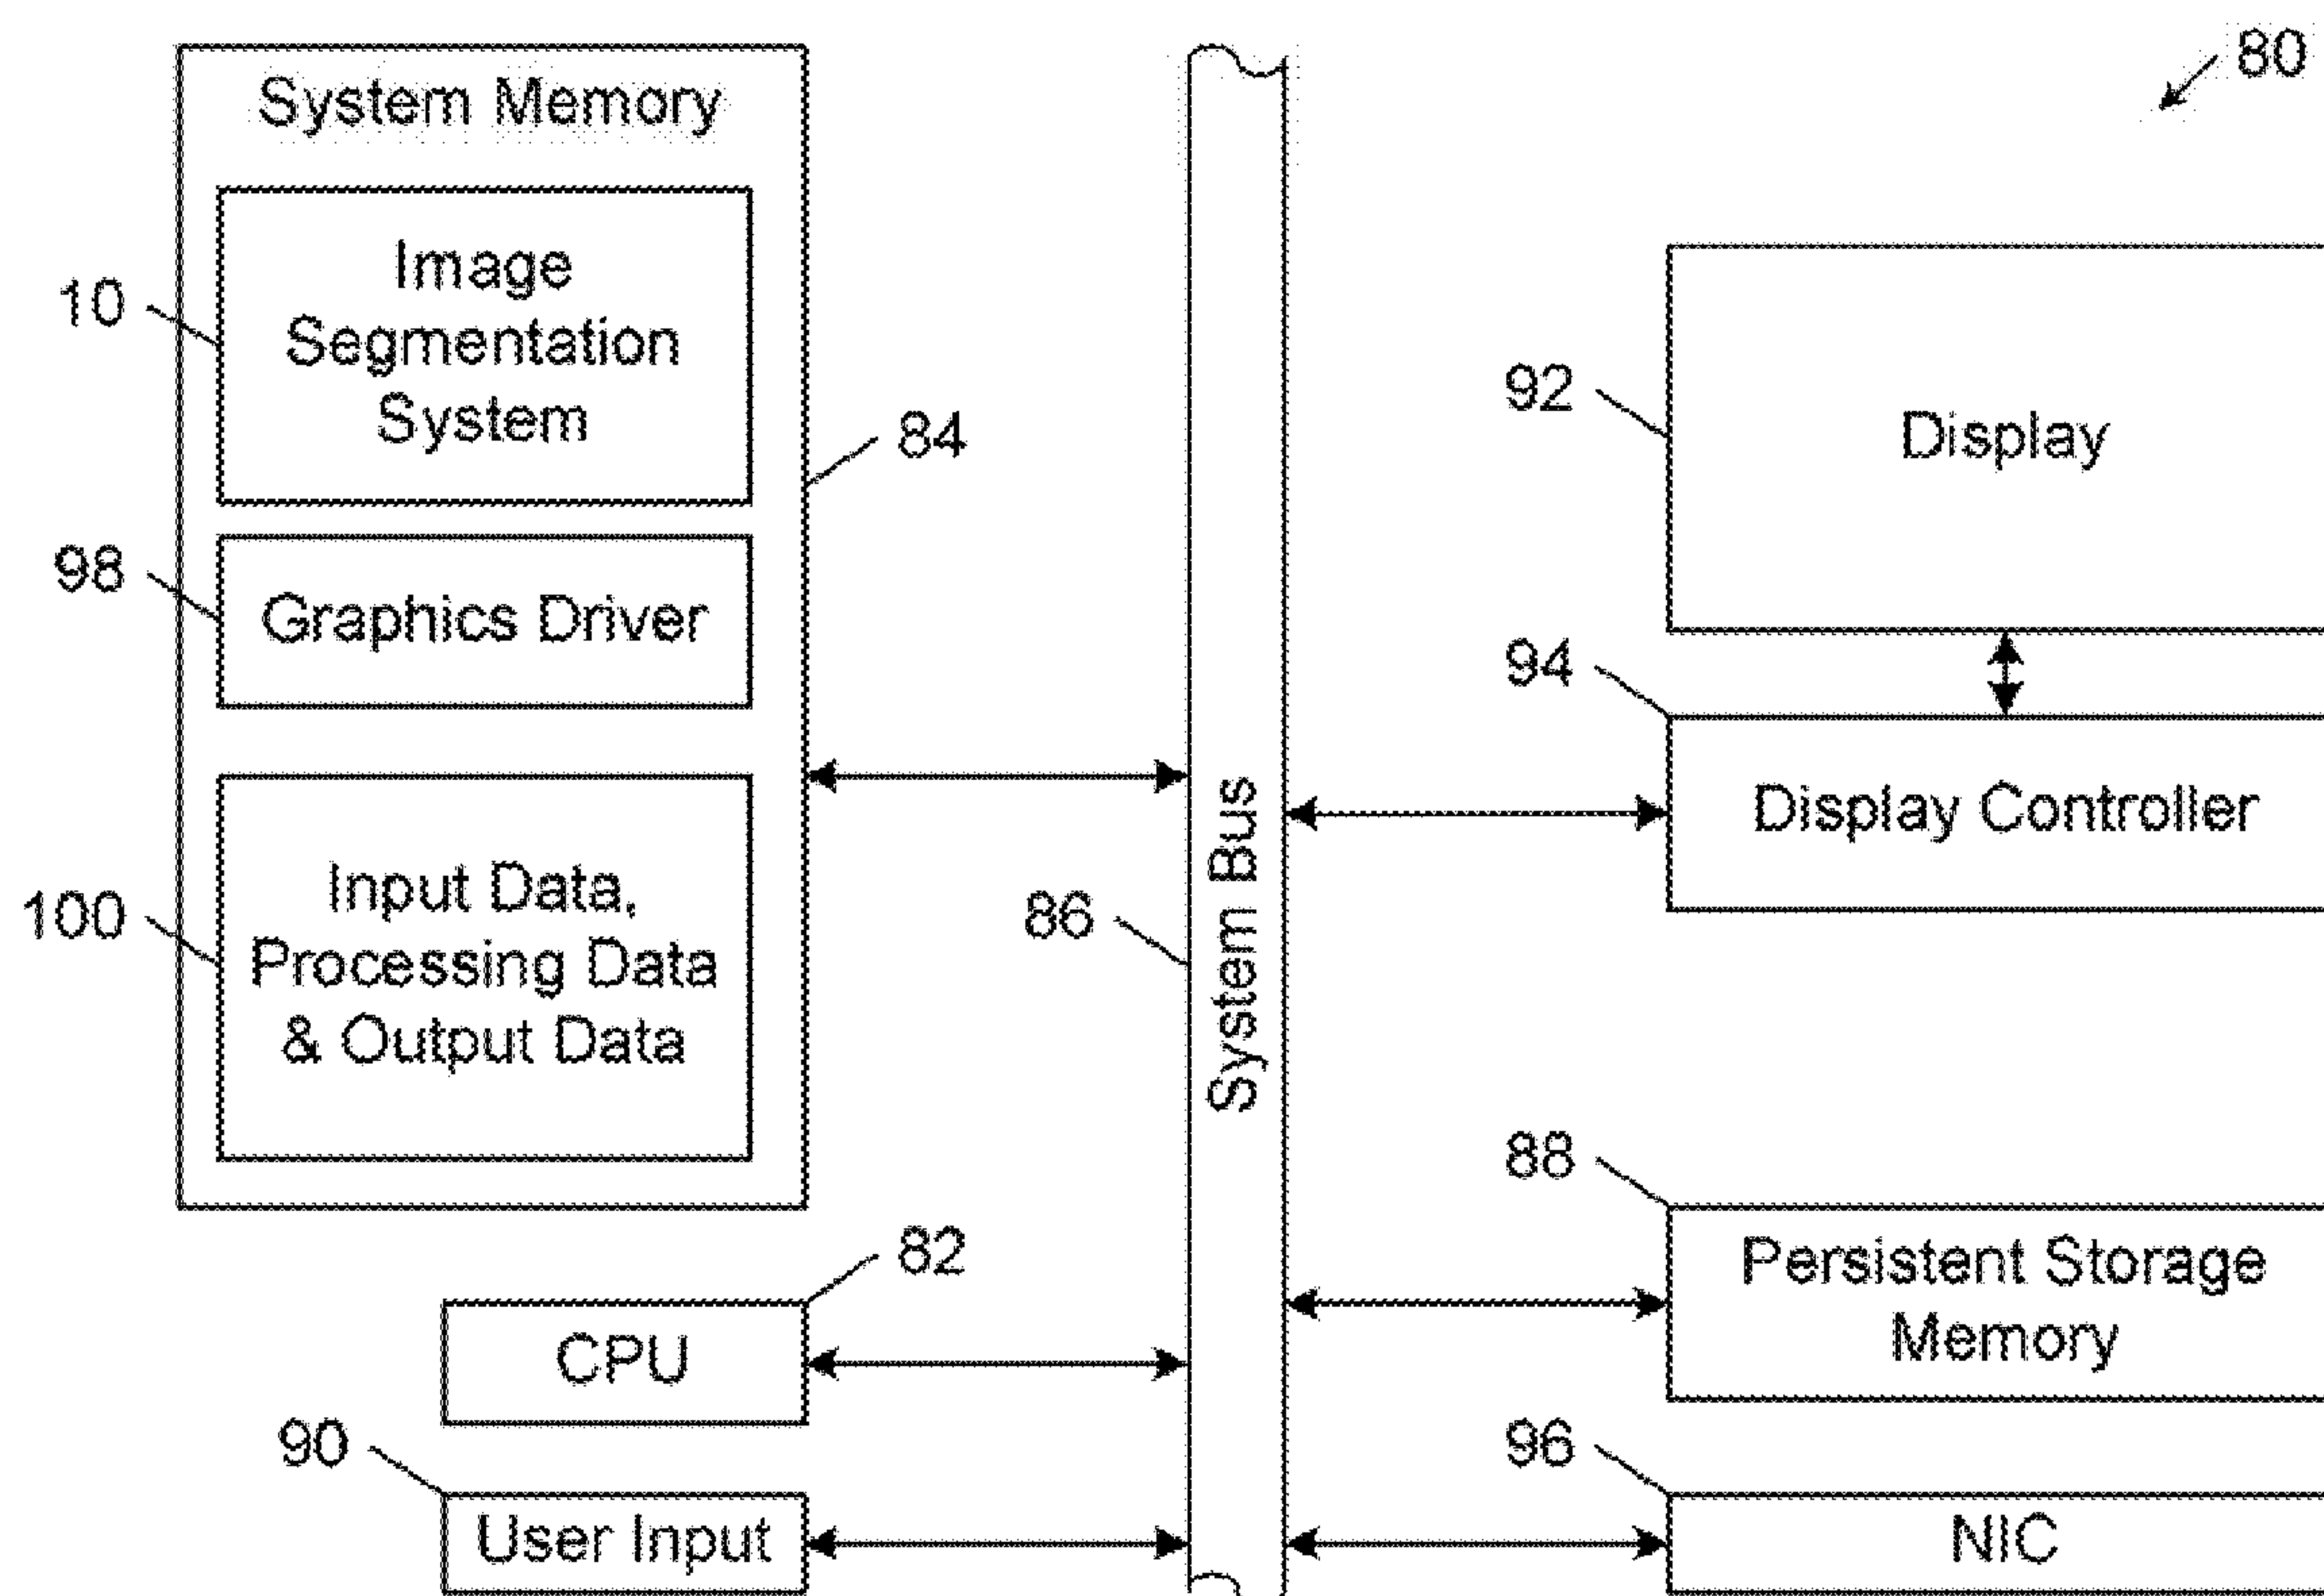 80
System Memory
10
Image
Segmentation
System
84
98
Graphics Driver
100
Input Data,
Processing Data
& Output Data
82
CPU
90
User Input
86
System Bus
92
Display
94
Display Controller
88
Persistent Storage
Memory
96
NIC